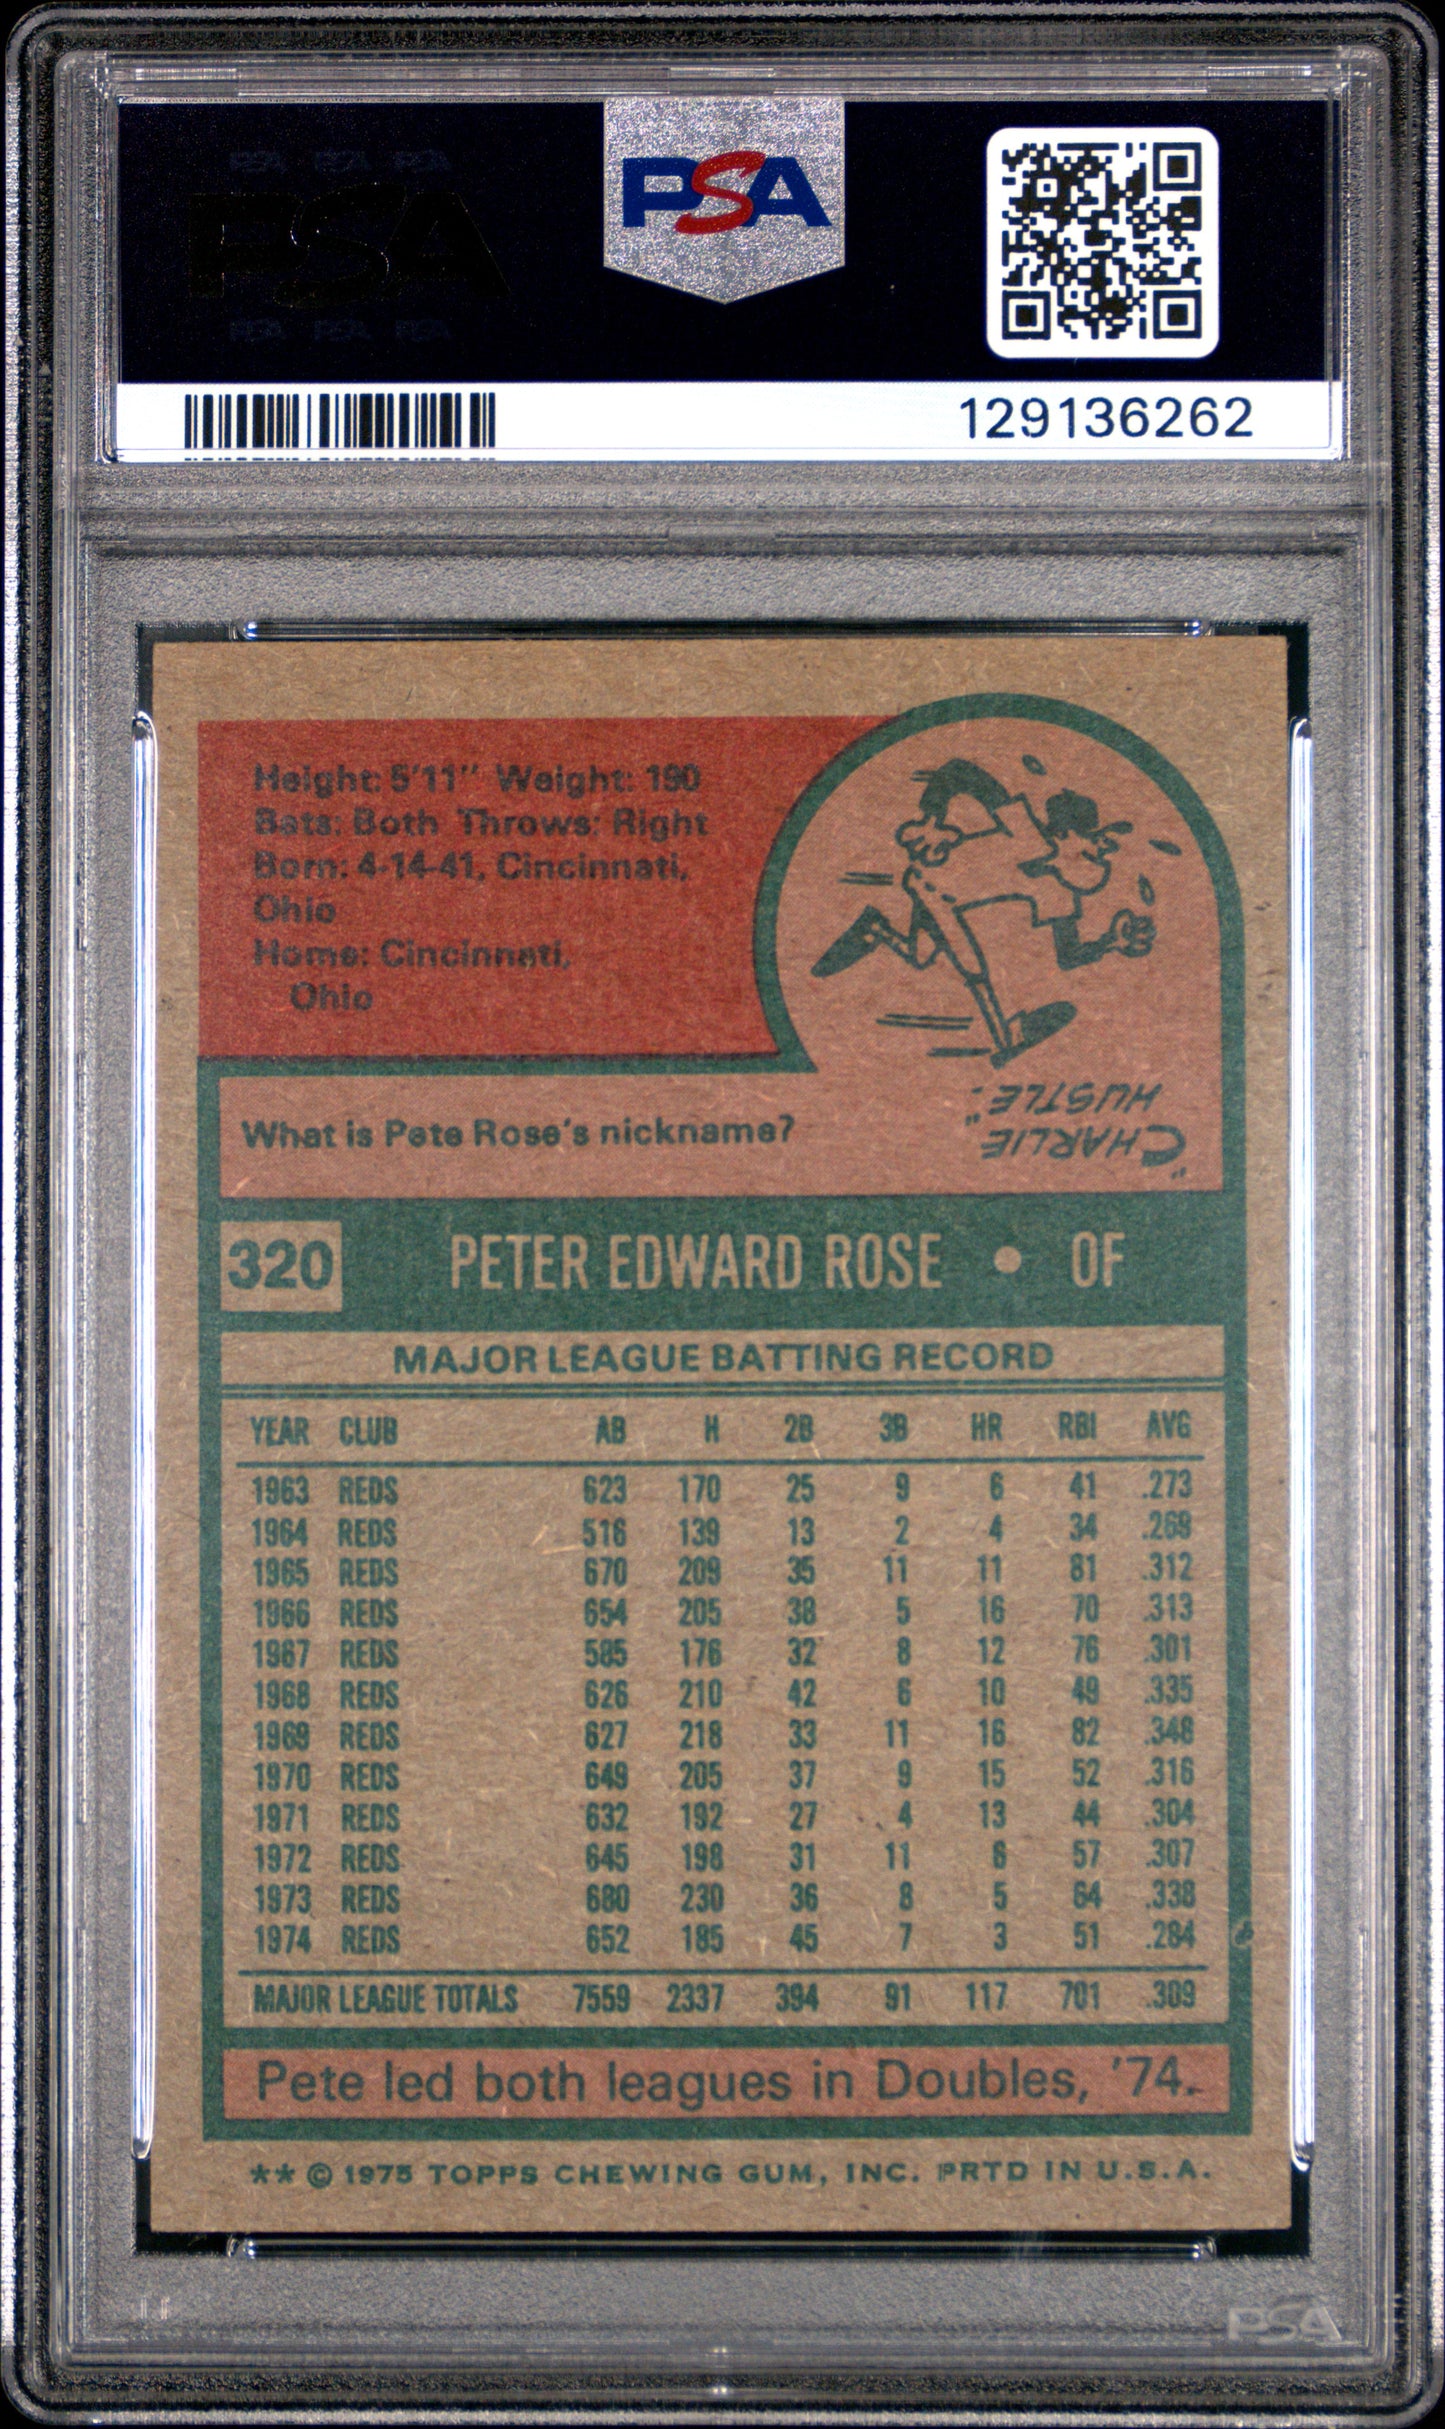 PSA PSA PSA
PSA
PSA PSA PSA
PSA
129136262
Height: 5'11" Weight: 190
Bats: Both Throws: Right
Born: 4-14-41, Cincinnati,
Ohio
Home: Cincinnati,
Ohio
What is Pete Rose's nickname?
"CHARLIE
HUSTLE."
320 PETER EDWARD ROSE • OF
MAJOR LEAGUE BATTING RECORD
YEAR CLUB AB H 2B 3B HR RBI AVG
1963 REDS 623 170 25 9 6 41 .273
1964 REDS 516 139 13 2 4 34 .269
1965 REDS 670 209 35 11 11 81 .312
1966 REDS 654 205 38 5 16 70 .313
1967 REDS 585 176 32 8 12 76 .301
1968 REDS 626 210 42 6 10 49 .335
1969 REDS 627 218 33 11 16 82 .348
1970 REDS 649 205 37 9 15 52 .316
1971 REDS 632 192 27 4 13 44 .304
1972 REDS 645 198 31 11 6 57 .307
1973 REDS 680 230 36 8 5 64 .338
1974 REDS 652 185 45 7 3 51 .284
MAJOR LEAGUE TOTALS 7559 2337 394 91 117 701 .309
Pete led both leagues in Doubles, '74.
** © 1975 TOPPS CHEWING GUM, INC. PRTD IN U.S.A.
PSA